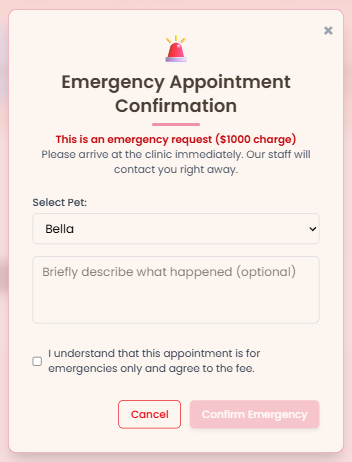 ✖
Emergency Appointment
Confirmation
This is an emergency request ($1000 charge)
Please arrive at the clinic immediately. Our staff will
contact you right away.
Select Pet:
Bella
Briefly describe what happened (optional)
I understand that this appointment is for
emergencies only and agree to the fee.
Cancel
Confirm Emergency